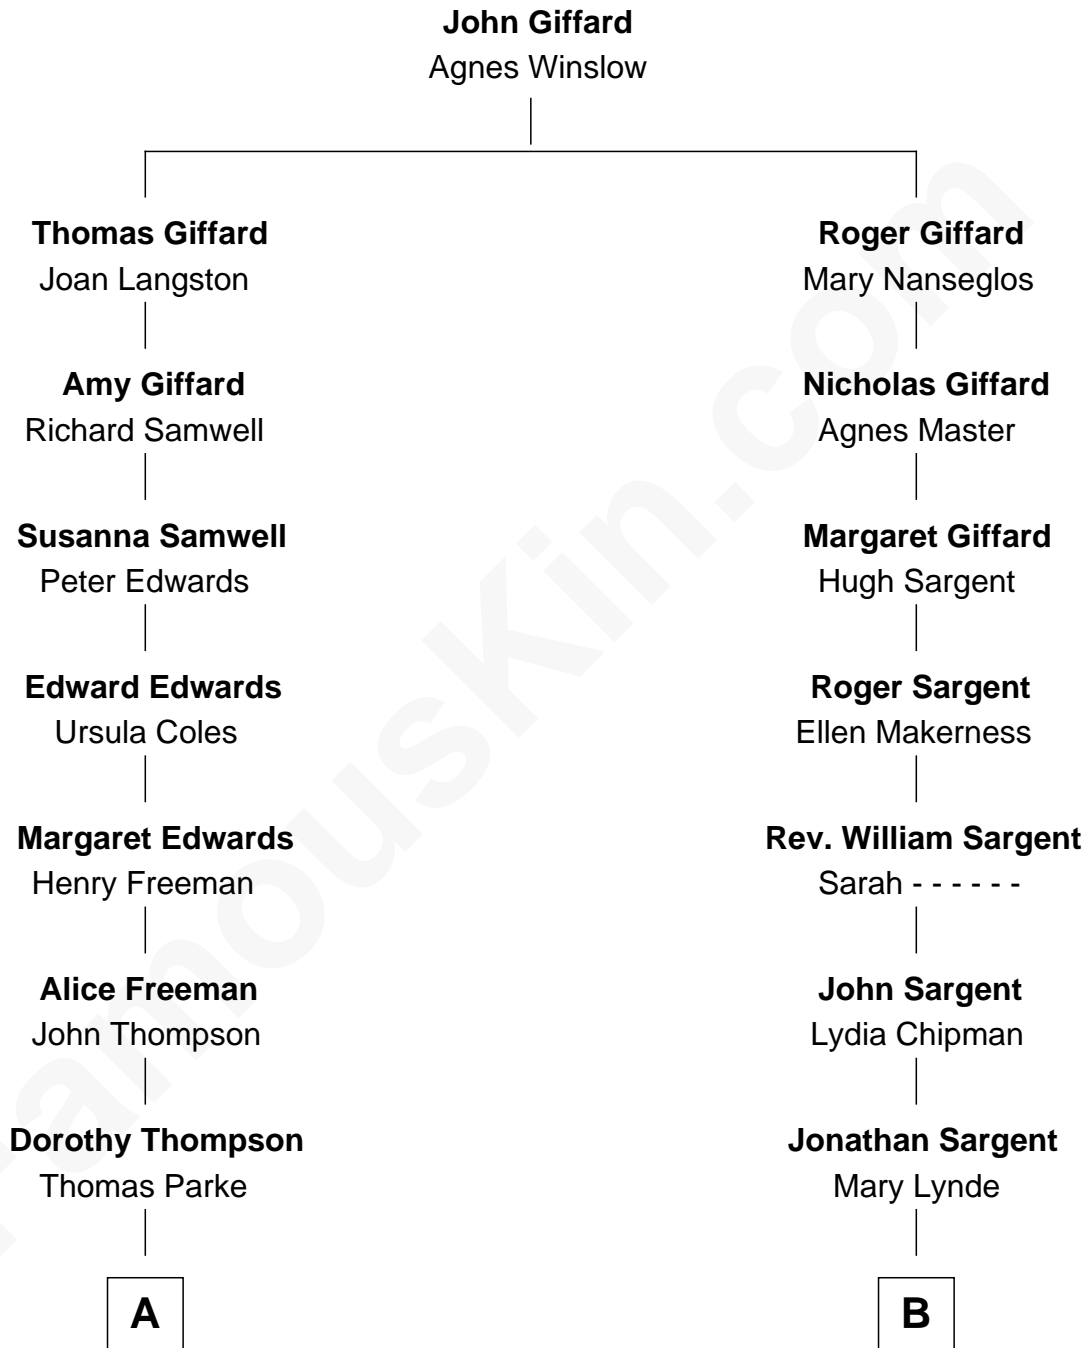 John Giffard
Agnes Winslow
Thomas Giffard
Joan Langston
Roger Giffard
Mary Nanseglos
Amy Giffard
Richard Samwell
Nicholas Giffard
Agnes Master
Susanna Samwell
Peter Edwards
Margaret Giffard
Hugh Sargent
Edward Edwards
Ursula Coles
Roger Sargent
Ellen Makerness
Margaret Edwards
Henry Freeman
Rev. William Sargent
Sarah - - - - - -
Alice Freeman
John Thompson
John Sargent
Lydia Chipman
Dorothy Thompson
Thomas Parke
Jonathan Sargent
Mary Lynde
A
B
FamousKin.com